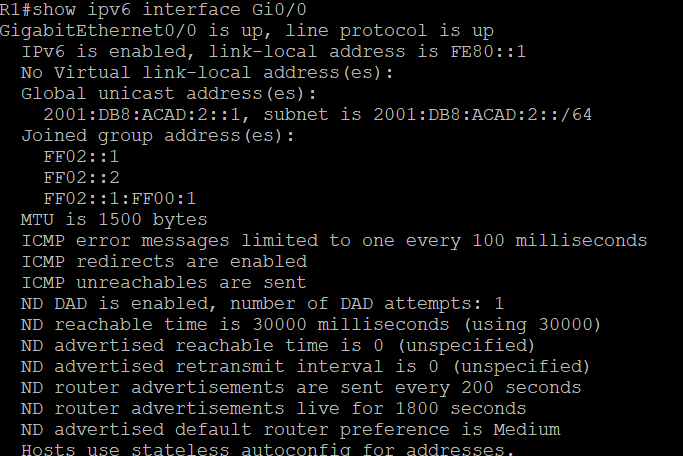 R1#show ipv6 interface Gi0/0
GigabitEthernet0/0 is up, line protocol is up
IPv6 is enabled, link-local address is FE80::1
No Virtual link-local address(es):
Global unicast address(es):
2001:DB8:ACAD:2::1, subnet is 2001:DB8:ACAD:2::/64
Joined group address(es):
FF02::1
FF02::2
FF02::1:FF00:1
MTU is 1500 bytes
ICMP error messages limited to one every 100 milliseconds
ICMP redirects are enabled
ICMP unreachables are sent
ND DAD is enabled, number of DAD attempts: 1
ND reachable time is 30000 milliseconds (using 30000)
ND advertised reachable time is 0 (unspecified)
ND advertised retransmit interval is 0 (unspecified)
ND router advertisements are sent every 200 seconds
ND router advertisements live for 1800 seconds
ND advertised default router preference is Medium
Hosts use stateless autoconfig for addresses.